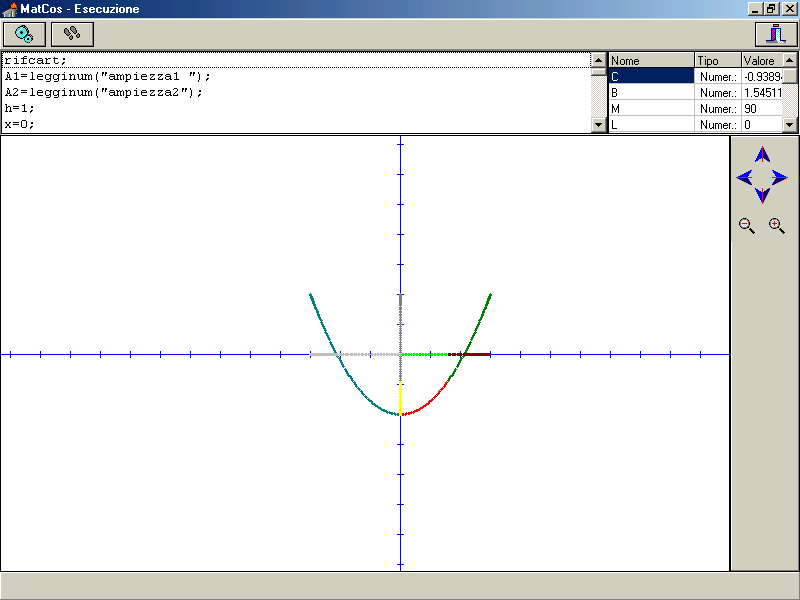 MatCos - Esecuzione
rifcart;
A1=legginum("ampiezza1 ");
A2=legginum("ampiezza2");
h=1;
x=0;
Nome Tipo Valore
C Numer.: -0.9389
B Numer.: 1.54511
M Numer.: 90
L Numer.: 0